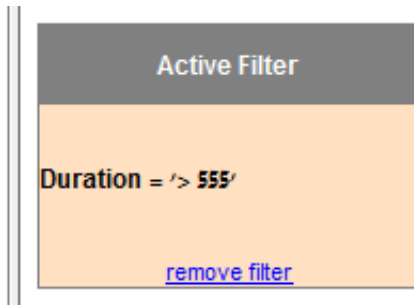 Active Filter
Duration = '> 555'
remove filter